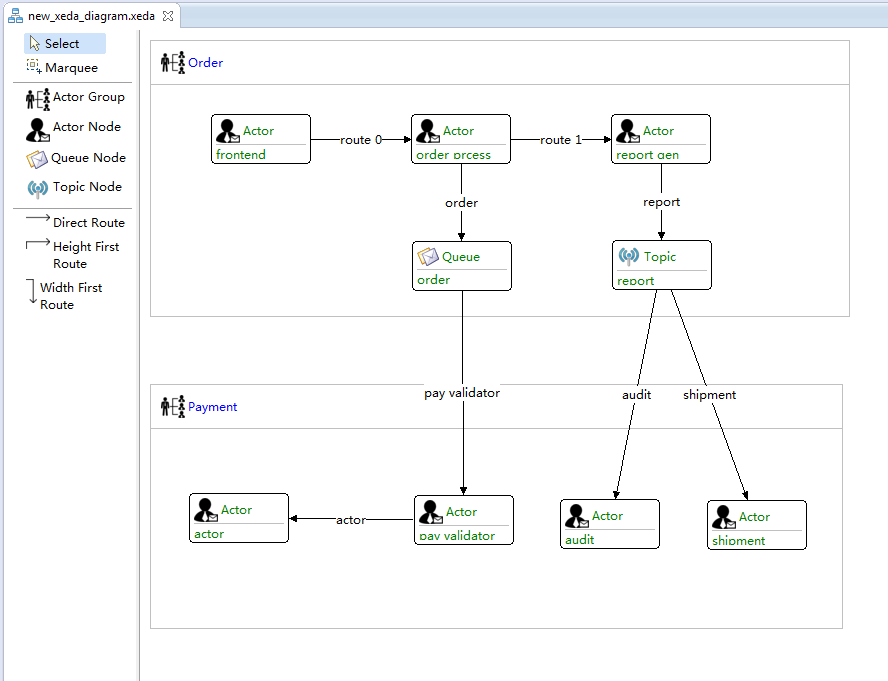 new_xeda_diagram.xeda
Select
Marquee
Actor Group
Actor Node
Queue Node
Topic Node
Direct Route
Height First
Route
Width First
Route
Order
Actor
frontend
route 0
Actor
order prcess
route 1
Actor
report gen
order
report
Queue
order
Topic
report
pay validator
audit
shipment
Payment
Actor
actor
actor
Actor
pay validator
Actor
audit
Actor
shipment